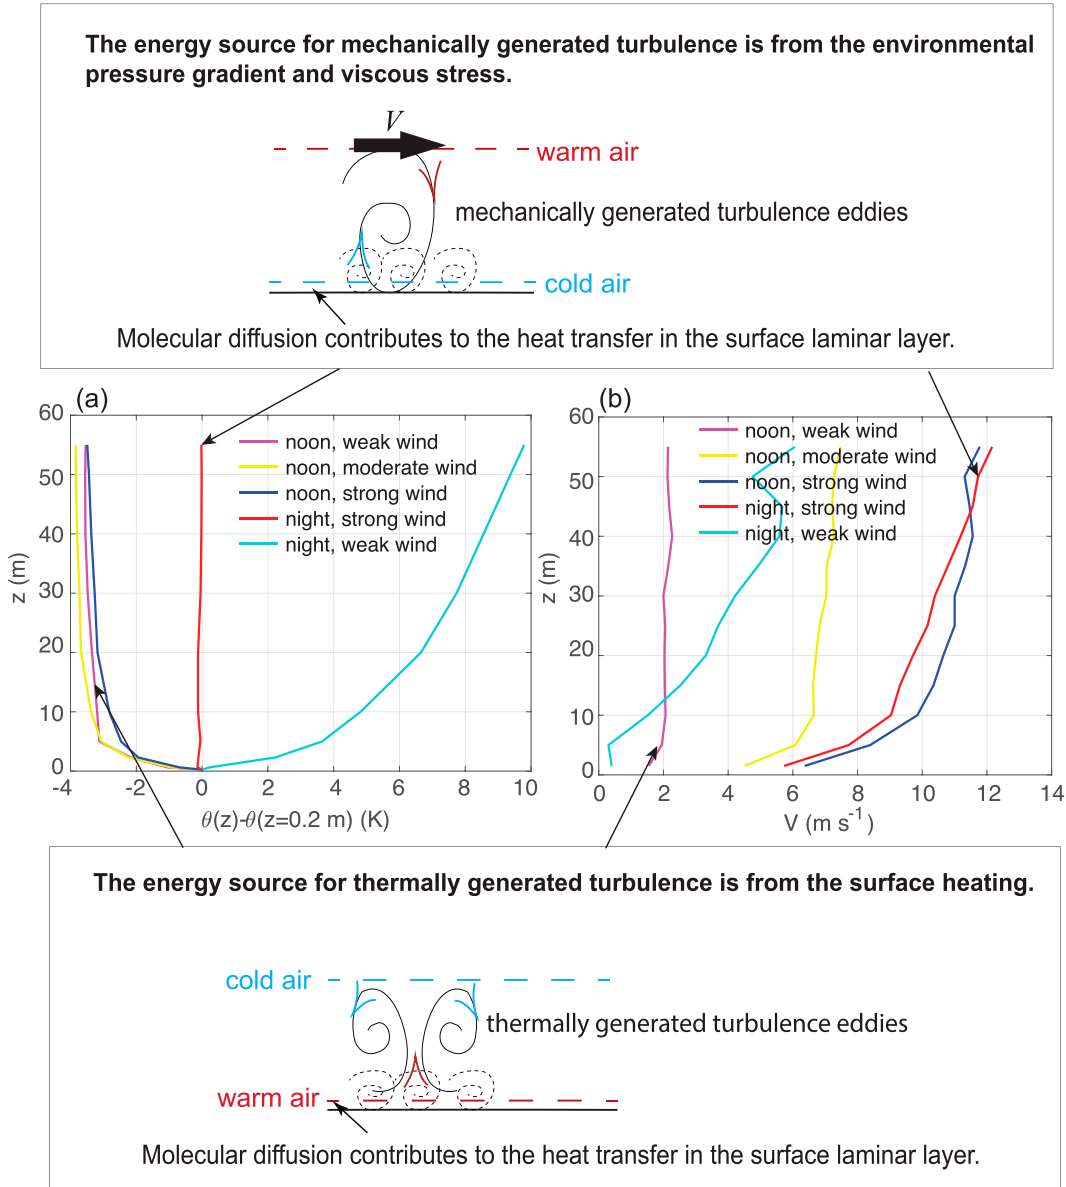 The energy source for mechanically generated turbulence is from the environmental
pressure gradient and viscous stress.
V
warm air
mechanically generated turbulence eddies
cold air
Molecular diffusion contributes to the heat transfer in the surface laminar layer.
(a)
60
50
40
30
20
10
0
z (m)
noon, weak wind
noon, moderate wind
noon, strong wind
night, strong wind
night, weak wind
-4 -2 0 2 4 6 8 10
θ(z)-θ(z=0.2 m) (K)
(b)
60
50
40
30
20
10
0
z (m)
noon, weak wind
noon, moderate wind
noon, strong wind
night, strong wind
night, weak wind
0 2 4 6 8 10 12 14
V (m s⁻¹)
The energy source for thermally generated turbulence is from the surface heating.
cold air
thermally generated turbulence eddies
warm air
Molecular diffusion contributes to the heat transfer in the surface laminar layer.